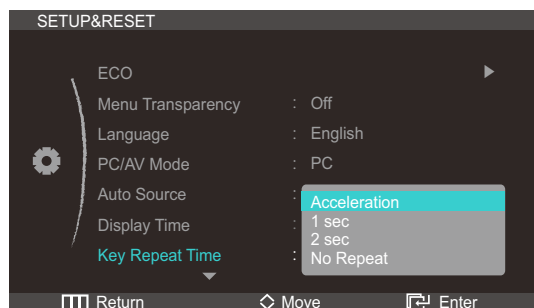 SETUP&RESET
ECO
Menu Transparency : Off
Language : English
PC/AV Mode : PC
Auto Source :
Display Time :
Key Repeat Time :
Acceleration
1 sec
2 sec
No Repeat
Return Move Enter